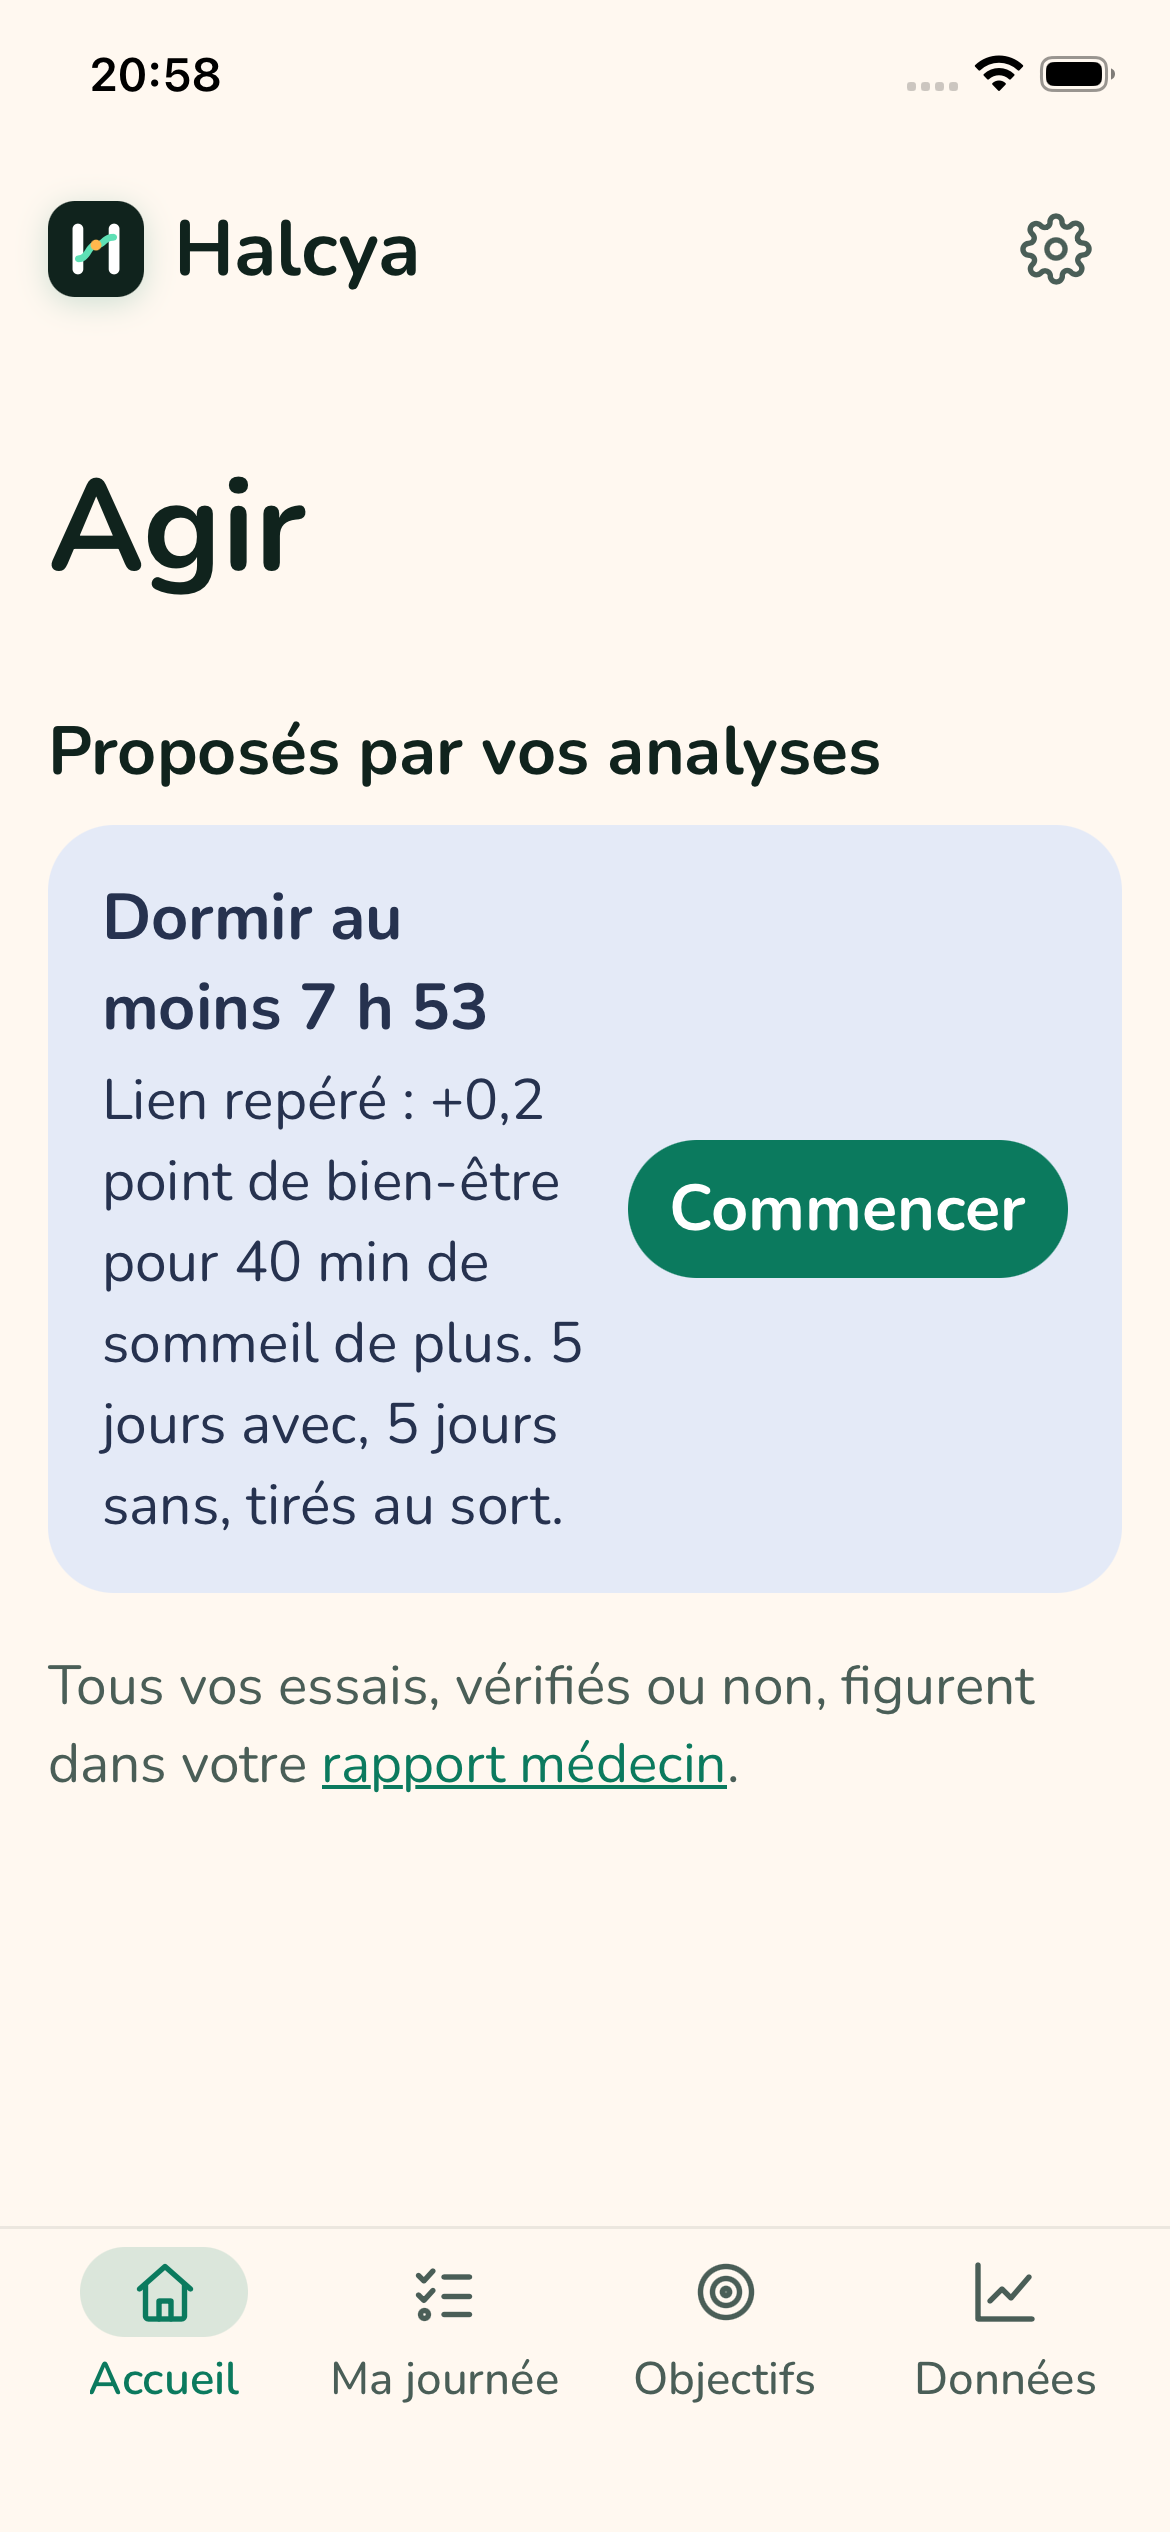 20:58
Halcya
Agir
Proposés par vos analyses
Dormir au
moins 7 h 53
Lien repéré : +0,2
point de bien-être
pour 40 min de
sommeil de plus. 5
jours avec, 5 jours
sans, tirés au sort.
Commencer
Tous vos essais, vérifiés ou non, figurent
dans votre rapport médecin.
Accueil
Ma journée
Objectifs
Données